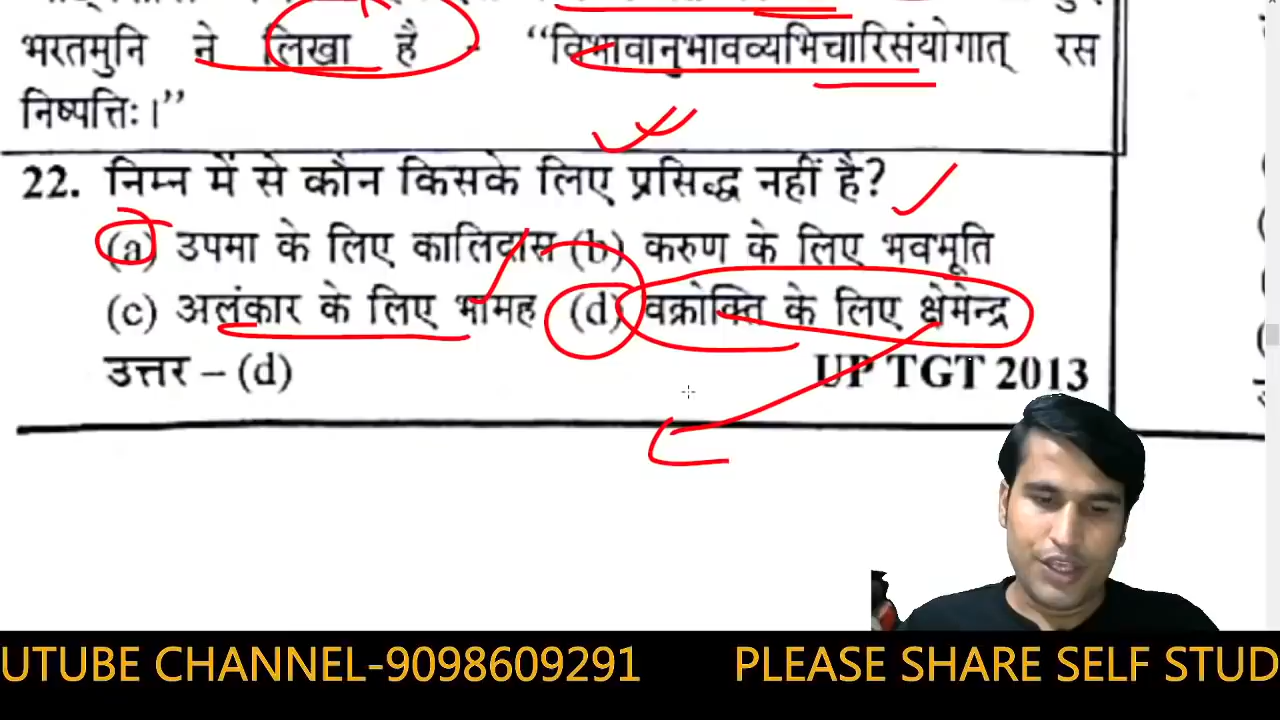 भरतमुनि ने लिखा है - “विभावानुभावव्यभिचारिसंयोगात् रस
निष्पत्तिः।”
22. निम्न में से कौन किसके लिए प्रसिद्ध नहीं है?
(a) उपमा के लिए कालिदास (b) करुण के लिए भवभूति
(c) अलंकार के लिए भामह (d) वक्रोक्ति के लिए क्षेमेन्द्र
उत्तर – (d) UP TGT 2013
UTUBE CHANNEL-9098609291 PLEASE SHARE SELF STUD